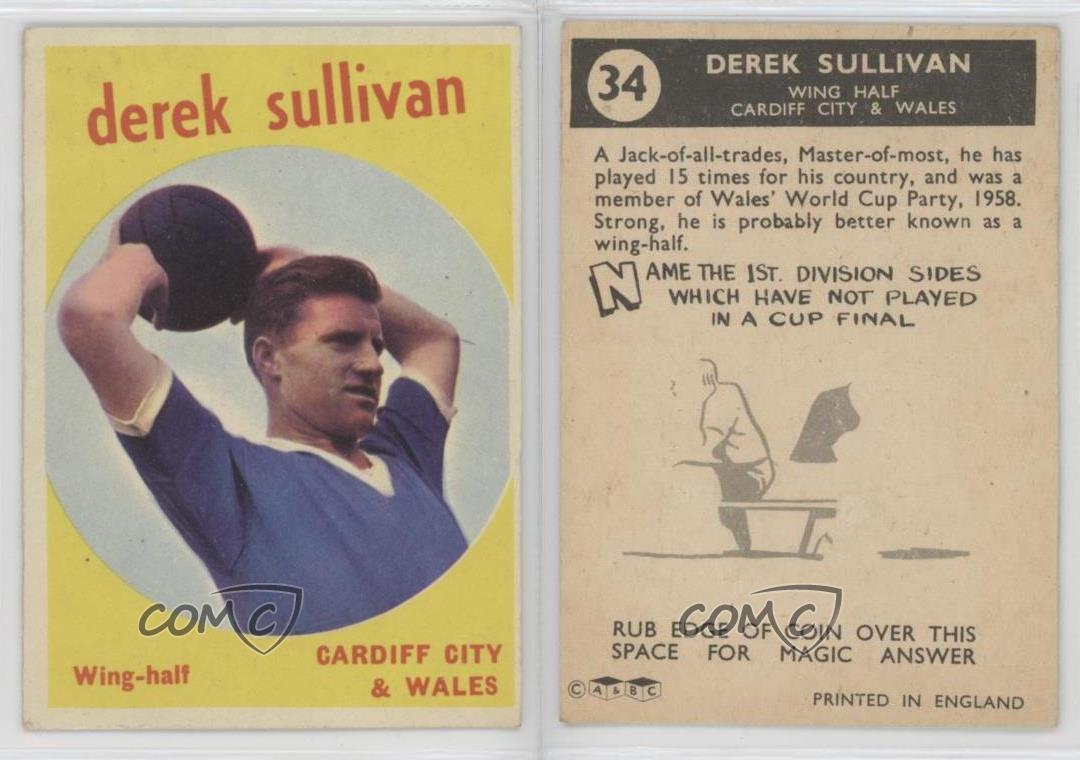 derek sullivan
Wing-half
CARDIFF CITY
& WALES
COMC
34
DEREK SULLIVAN
WING HALF
CARDIFF CITY & WALES
A Jack-of-all-trades, Master-of-most, he has
played 15 times for his country, and was a
member of Wales' World Cup Party, 1958.
Strong, he is probably better known as a
wing-half.
NAME THE 1ST. DIVISION SIDES
WHICH HAVE NOT PLAYED
IN A CUP FINAL
COMC
RUB EDGE OF COIN OVER THIS
SPACE FOR MAGIC ANSWER
© A & B C
PRINTED IN ENGLAND